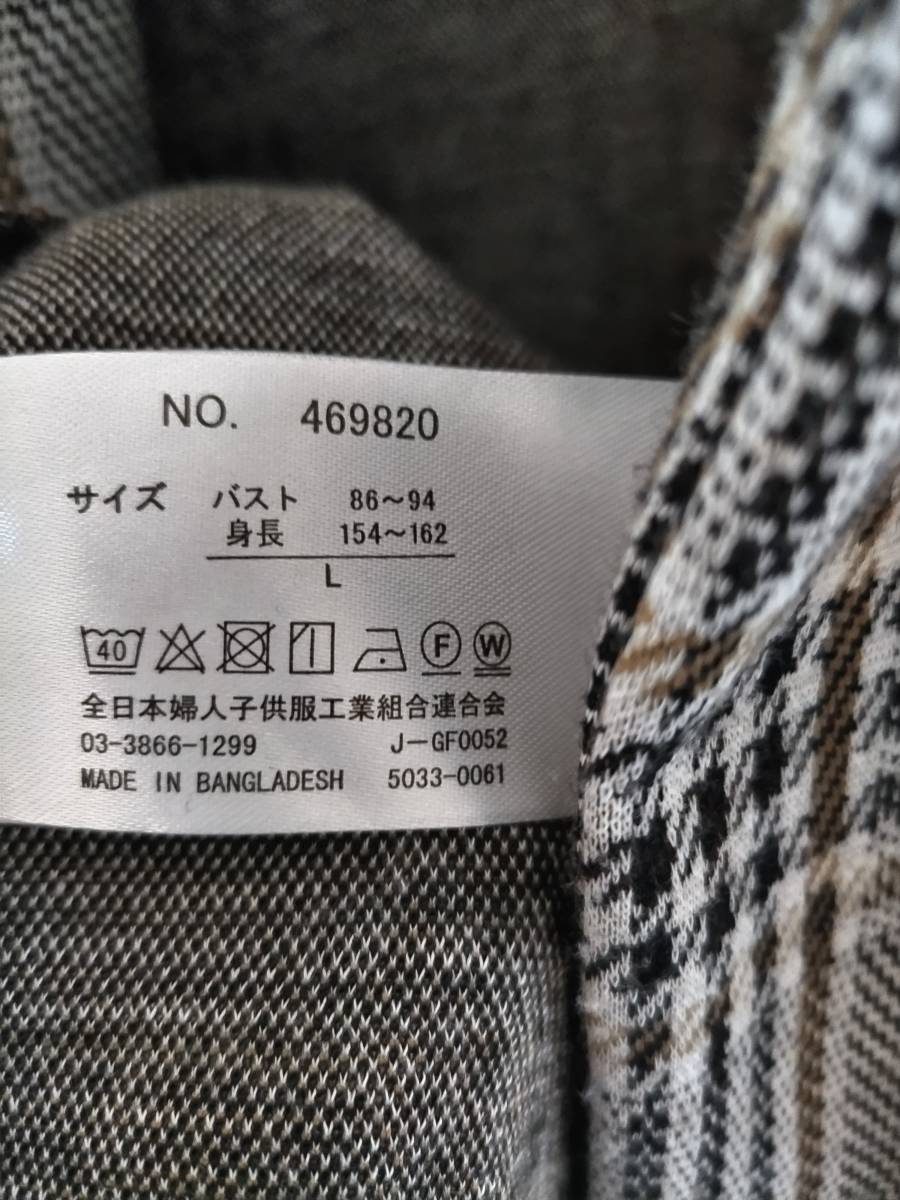 NO. 469820
サイズ バスト 86~94
身長 154~162
L
40 F W
全日本婦人子供服工業組合連合会
03-3866-1299 J-GF0052
MADE IN BANGLADESH 5033-0061